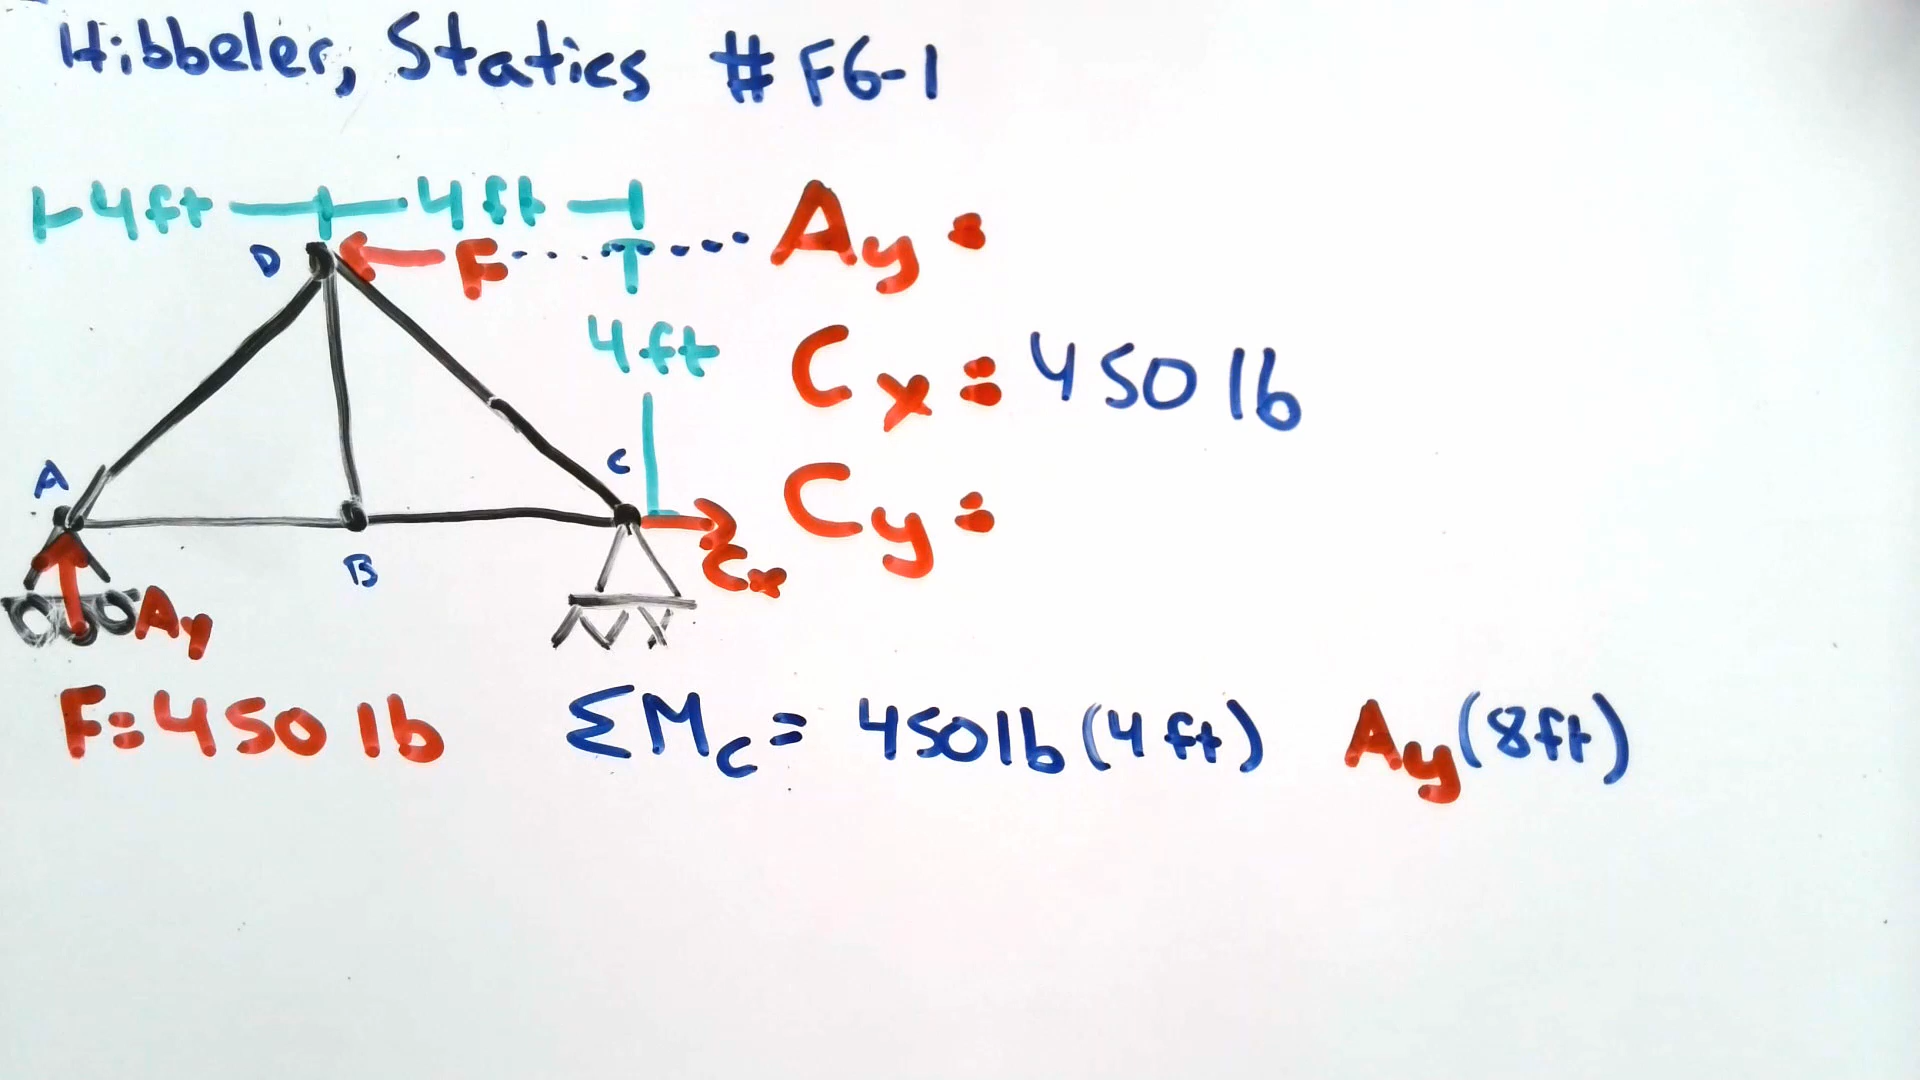 Hibbeler, Statics # F6-1
4ft 4ft
D F Ay =
4ft
Cx = 450 lb
A C Cy =
B Cx
Ay
F=450 lb ΣMc = 450lb (4ft) Ay(8ft)